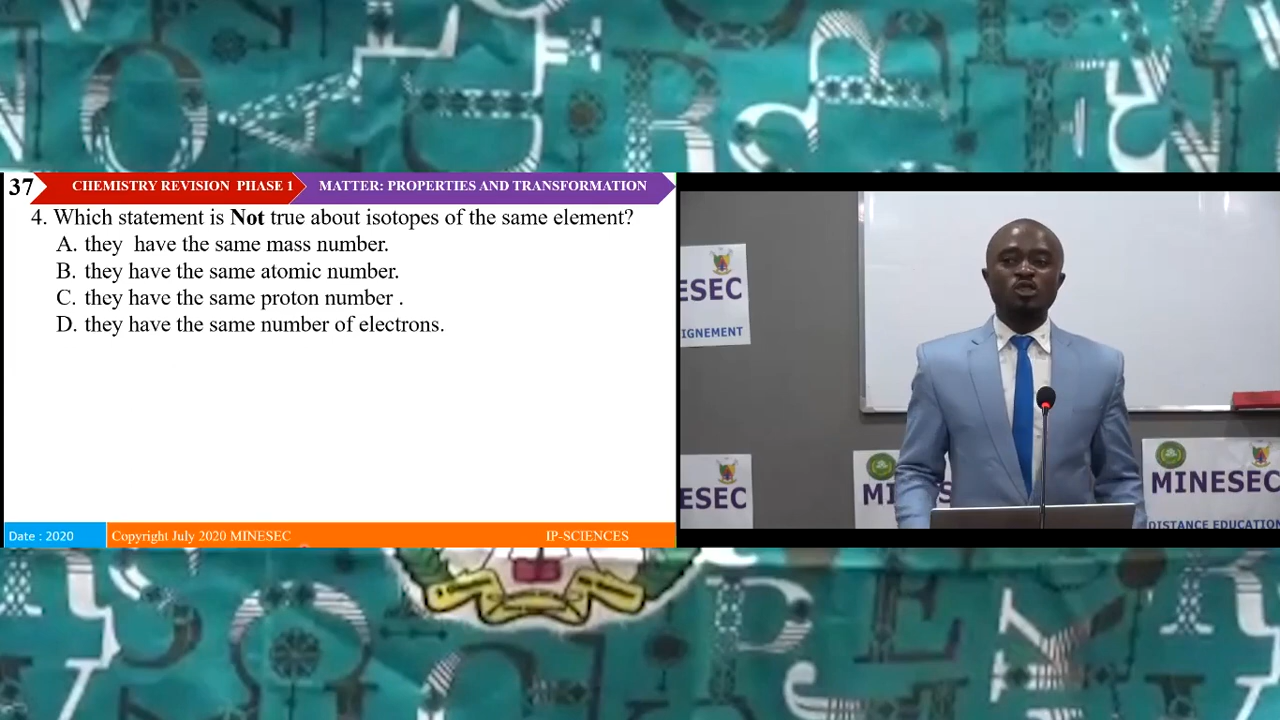 37 CHEMISTRY REVISION PHASE 1 MATTER: PROPERTIES AND TRANSFORMATION
4. Which statement is Not true about isotopes of the same element?
A. they have the same mass number.
B. they have the same atomic number.
C. they have the same proton number .
D. they have the same number of electrons.
Date : 2020 Copyright July 2020 MINESEC IP-SCIENCES
ESEC
IGNEMENT
ESEC
MINESEC
DISTANCE EDUCATION